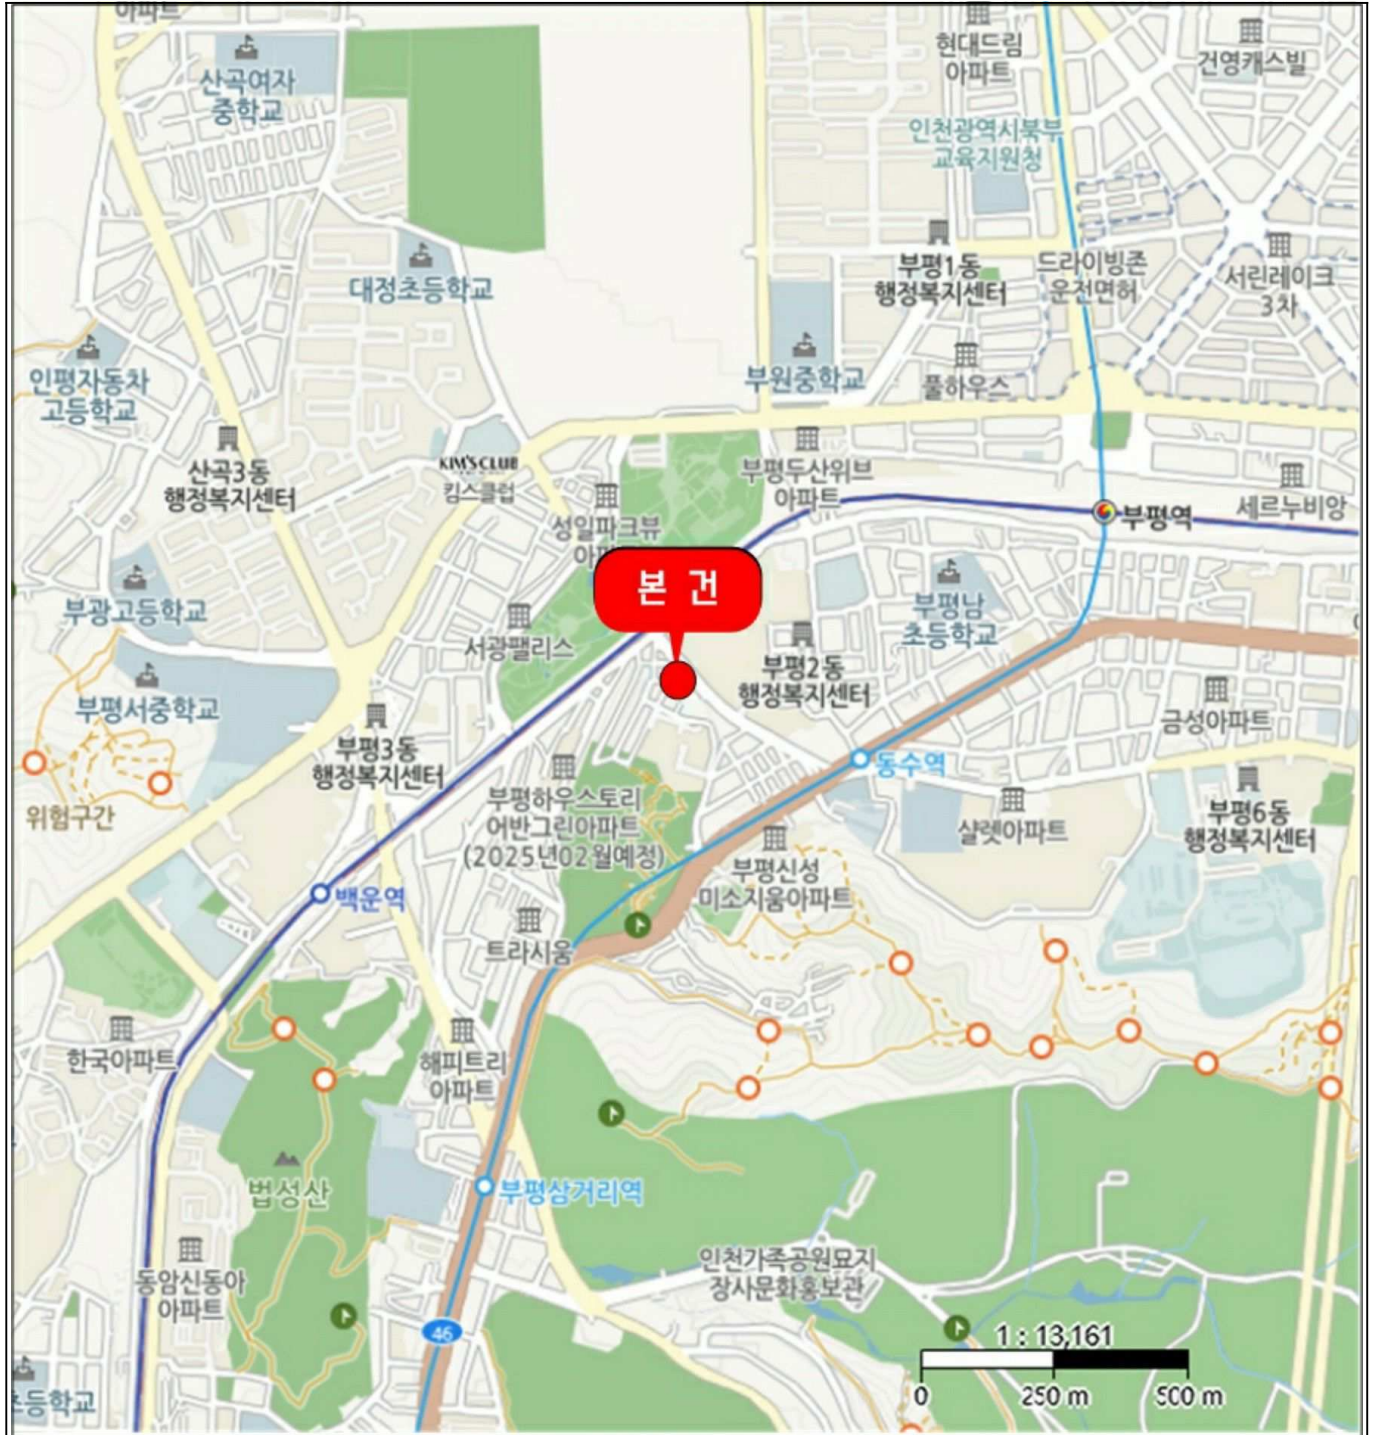 아파트
산곡여자
중학교
현대드림
아파트
건영캐스빌
인천광역시북부
교육지원청
대정초등학교
부평1동
행정복지센터
드라이빙존
운전면허
서린레이크
3차
인평자동차
고등학교
부원중학교
풀하우스
산곡3동
행정복지센터
KIM'S CLUB
킴스클럽
부평두산위브
아파트
성일파크뷰
세르누비앙
부평역
본 건
부광고등학교
서광팰리스
부평남
초등학교
부평2동
행정복지센터
부평서중학교
금성아파트
부평3동
행정복지센터
동수역
위험구간
부평하우스토리
어반그린아파트
(2025년02월예정)
샬렛아파트
부평6동
행정복지센터
부평신성
미소지움아파트
백운역
트라시움
한국아파트
해피트리
아파트
법성산
부평삼거리역
동암신동아
아파트
인천가족공원묘지
장사문화홍보관
46
1 : 13,161
0 250 m 500 m
초등학교